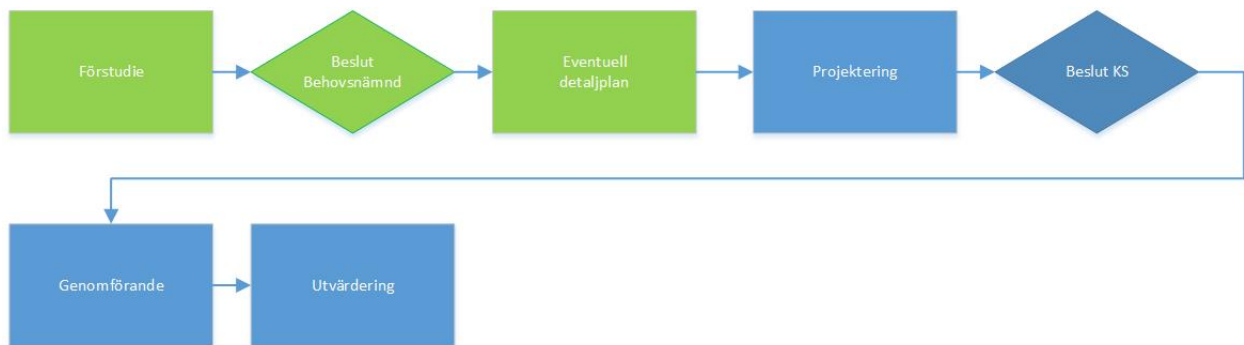 Förstudie
Beslut
Behovsnämnd
Eventuell
detaljplan
Projektering
Beslut KS
Genomförande
Utvärdering